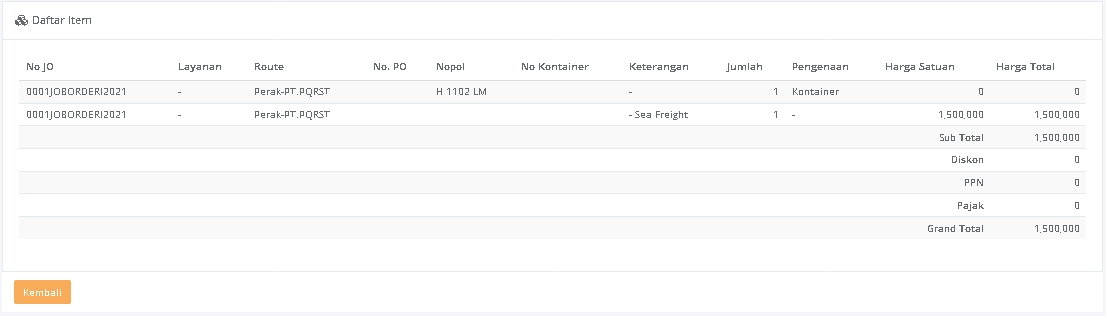 Daftar Item
No JO Layanan Route No. PO Nopol No Kontainer Keterangan Jumlah Pengenaan Harga Satuan Harga Total
0001JOBORDERI2021 - Perak-PT.PQRST H 1102 LM - 1 Kontainer 0 0
0001JOBORDERI2021 - Perak-PT.PQRST - Sea Freight 1 - 1,500,000 1,500,000
Sub Total 1,500,000
Diskon 0
PPN 0
Pajak 0
Grand Total 1,500,000
Kembali